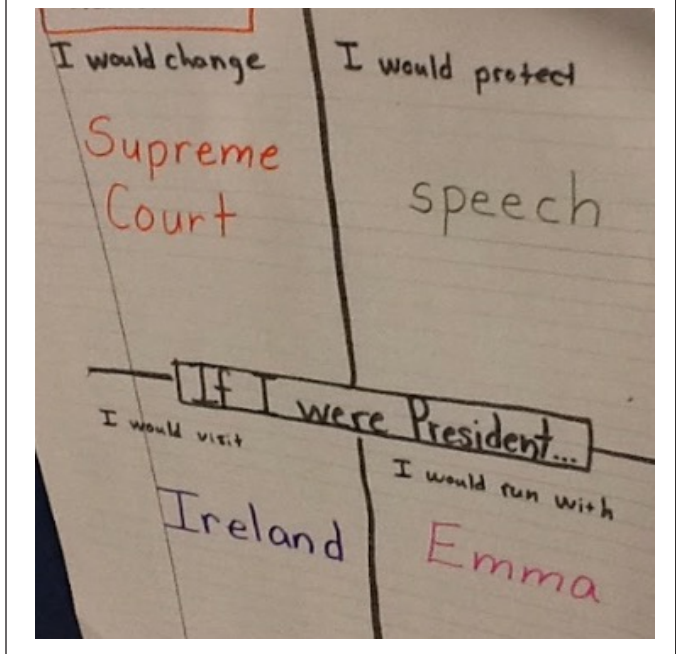 I would change
Supreme
Court
I would protect
speech
If I were President...
I would visit
Ireland
I would run with
Emma